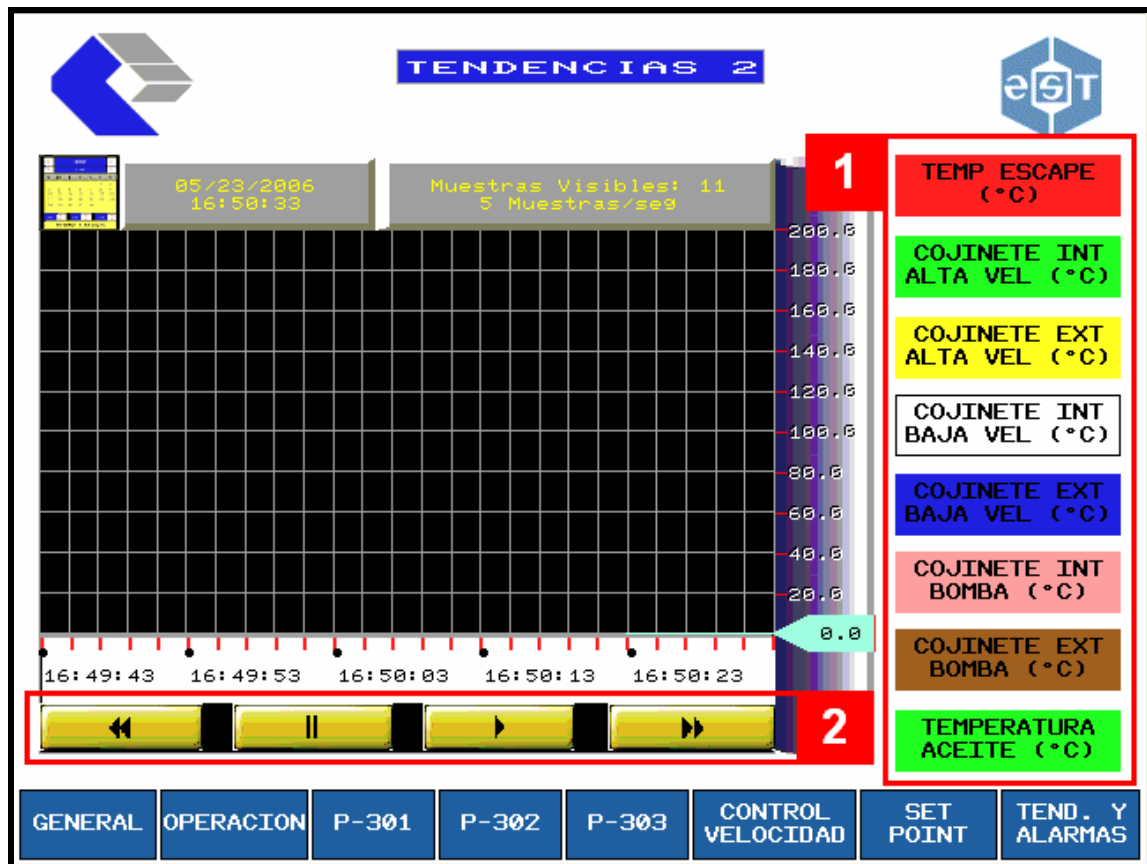 TENDENCIAS 2
eST
05/23/2006
16:50:33
Muestras Visibles: 11
5 Muestras/seg
200.0
180.0
160.0
140.0
120.0
100.0
80.0
60.0
40.0
20.0
0.0
16:49:43 16:49:53 16:50:03 16:50:13 16:50:23
1
TEMP ESCAPE
(°C)
COJINETE INT
ALTA VEL (°C)
COJINETE EXT
ALTA VEL (°C)
COJINETE INT
BAJA VEL (°C)
COJINETE EXT
BAJA VEL (°C)
COJINETE INT
BOMBA (°C)
COJINETE EXT
BOMBA (°C)
TEMPERATURA
ACEITE (°C)
2
GENERAL
OPERACION
P-301
P-302
P-303
CONTROL
VELOCIDAD
SET
POINT
TEND. Y
ALARMAS